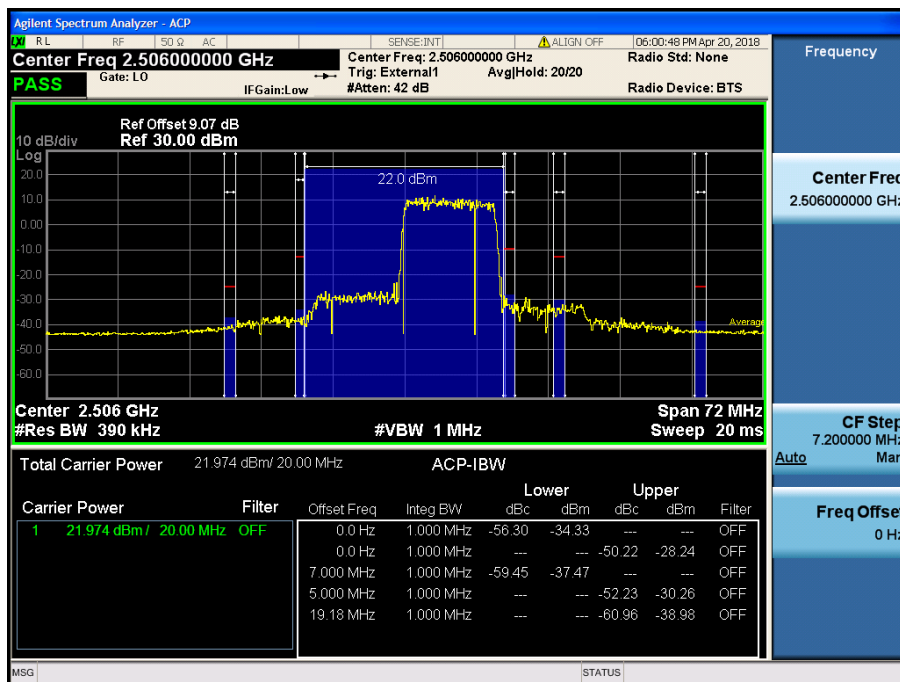 Agilent Spectrum Analyzer - ACP
LXI RL RF 50 Ω AC SENSE:INT ALIGN OFF 06:00:48 PM Apr 20, 2018
Center Freq 2.506000000 GHz
Center Freq: 2.506000000 GHz
Radio Std: None
Gate: LO
Trig: External1 Avg|Hold: 20/20
PASS
IFGain:Low
#Atten: 42 dB
Radio Device: BTS
Ref Offset 9.07 dB
10 dB/div Ref 30.00 dBm
Log
22.0 dBm
20.0
10.0
0.00
-10.0
-20.0
-30.0
-40.0
-50.0
-60.0
Average
Center 2.506 GHz Span 72 MHz
#Res BW 390 kHz #VBW 1 MHz Sweep 20 ms
Total Carrier Power 21.974 dBm/ 20.00 MHz ACP-IBW
Lower Upper
Carrier Power Filter Offset Freq Integ BW dBc dBm dBc dBm Filter
1 21.974 dBm / 20.00 MHz OFF 0.0 Hz 1.000 MHz -56.30 -34.33 --- --- OFF
0.0 Hz 1.000 MHz --- --- -50.22 -28.24 OFF
7.000 MHz 1.000 MHz -59.45 -37.47 --- --- OFF
5.000 MHz 1.000 MHz --- --- -52.23 -30.26 OFF
19.18 MHz 1.000 MHz --- --- -60.96 -38.98 OFF
MSG STATUS
Frequency
Center Freq
2.506000000 GHz
CF Step
7.200000 MHz
Auto Man
Freq Offset
0 Hz